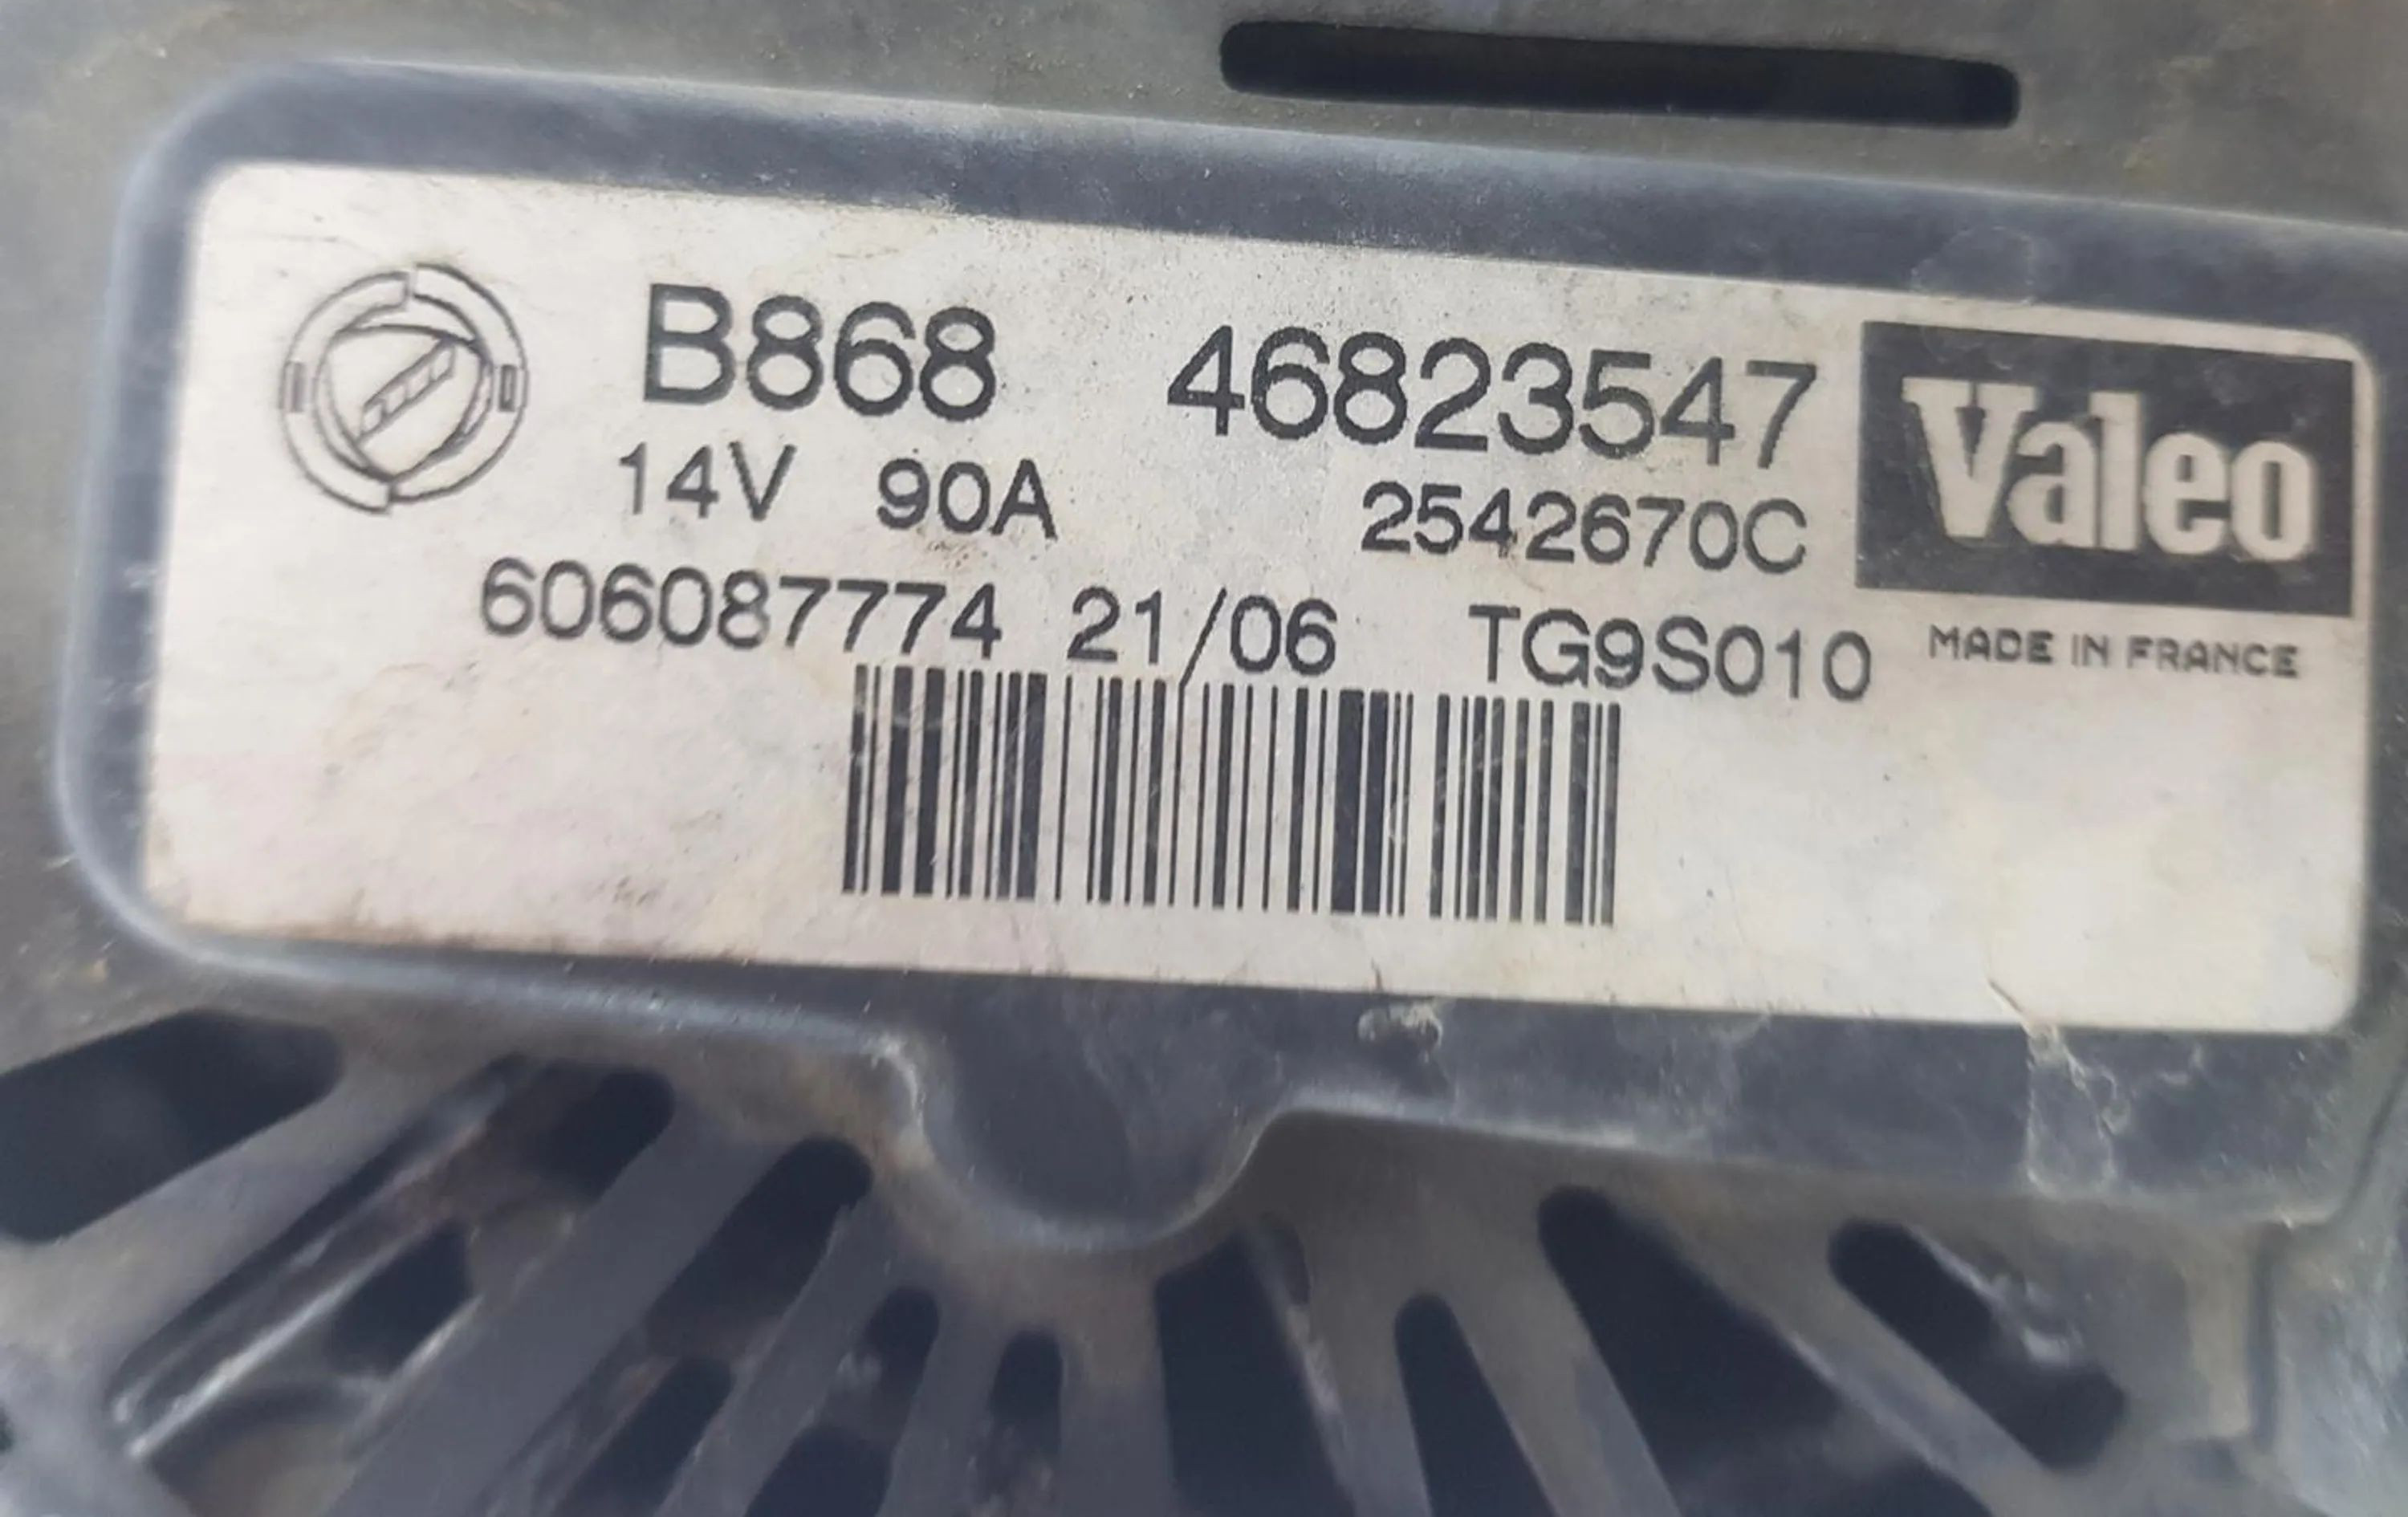 B868 46823547
14V 90A 2542670C
606087774 21/06 TG9S010
Valeo
MADE IN FRANCE